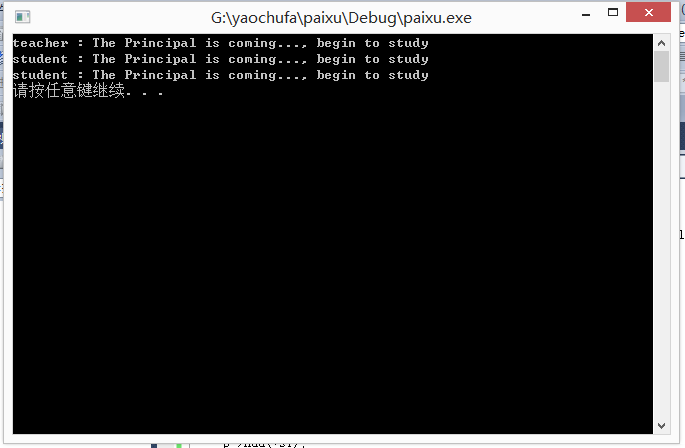 G:\yaochufa\paixu\Debug\paixu.exe
teacher : The Principal is coming..., begin to study
student : The Principal is coming..., begin to study
student : The Principal is coming..., begin to study
请按任意键继续. . .